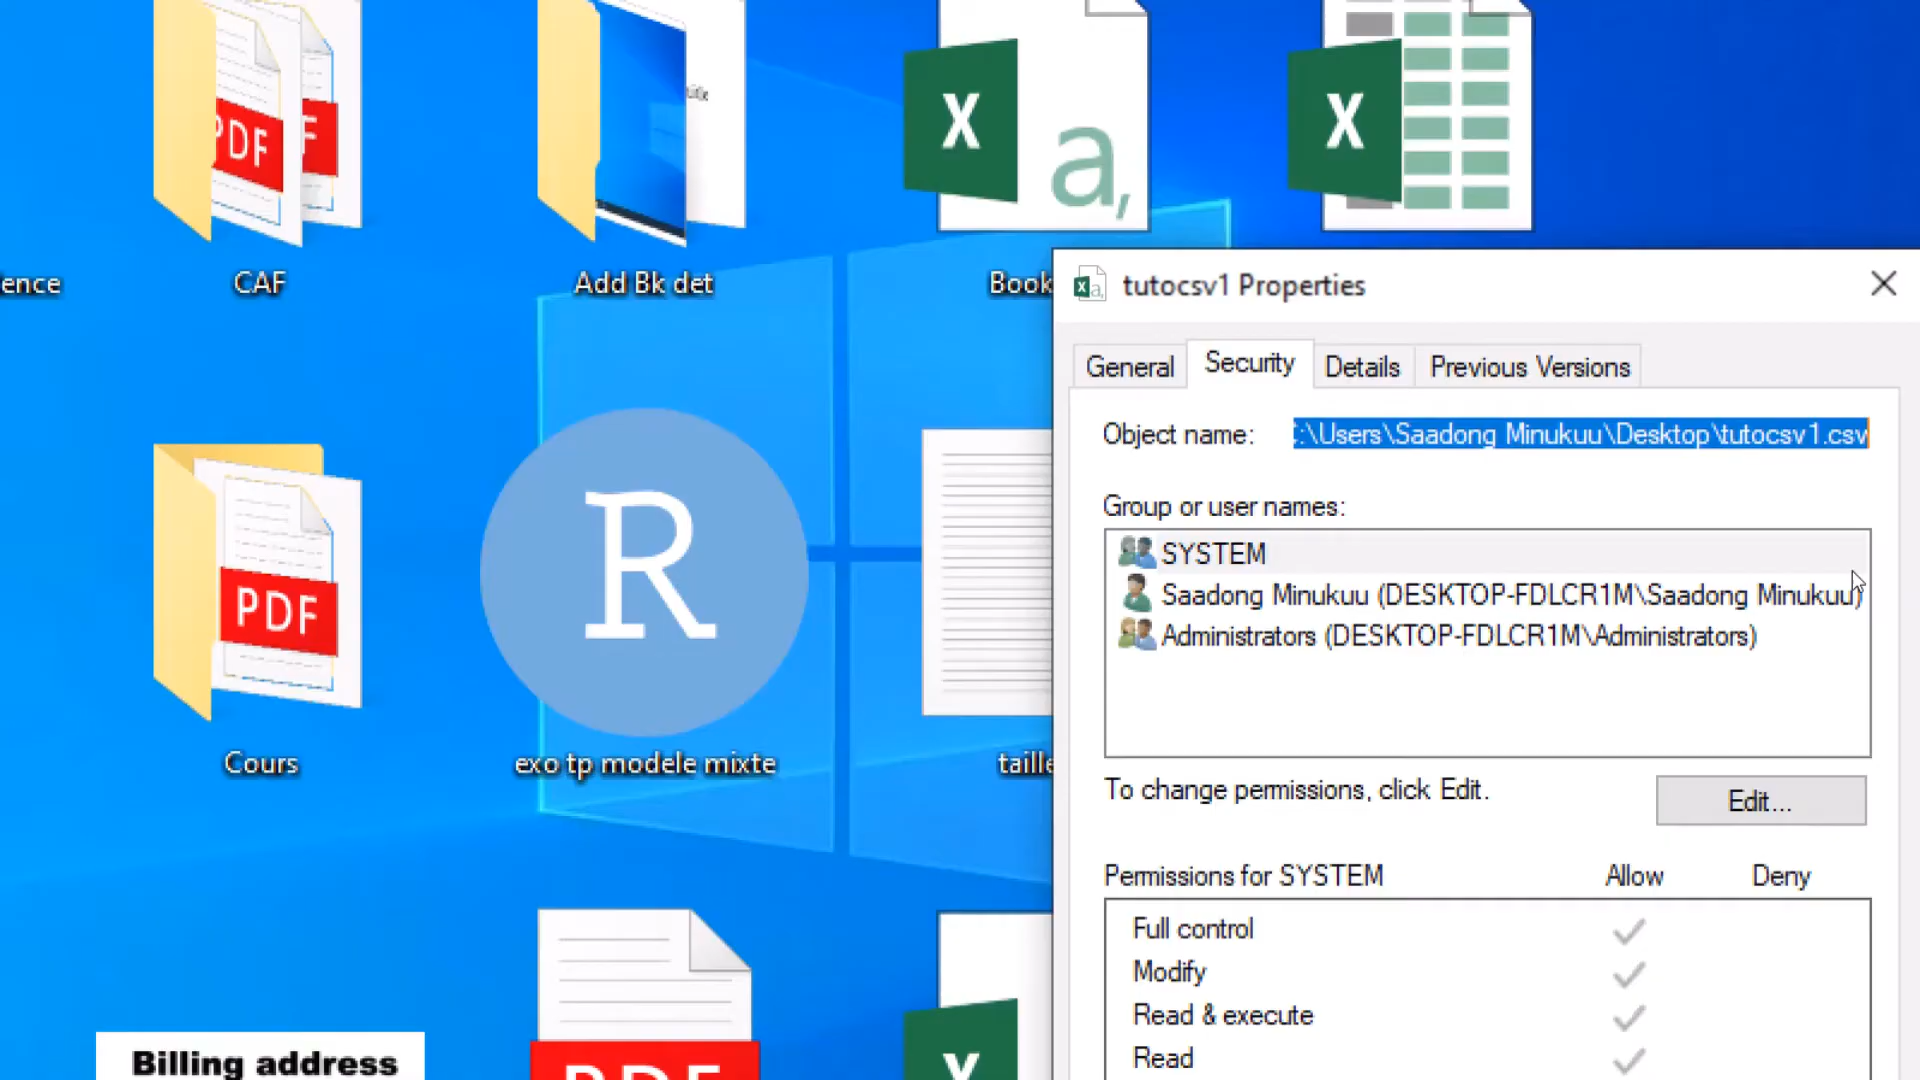 PDF
F
X
a,
X
ence
CAF
Add Bk det
Book
tutocsv1 Properties
General
Security
Details
Previous Versions
Object name:
:\Users\Saadong Minukuu\Desktop\tutocsv1.csv
Group or user names:
SYSTEM
Saadong Minukuu (DESKTOP-FDLCR1M\Saadong Minukuu)
Administrators (DESKTOP-FDLCR1M\Administrators)
PDF
R
Cours
exo tp modele mixte
taille
To change permissions, click Edit.
Edit...
Permissions for SYSTEM
Allow
Deny
Full control
Modify
Read & execute
Read
Billing address
PDF
X